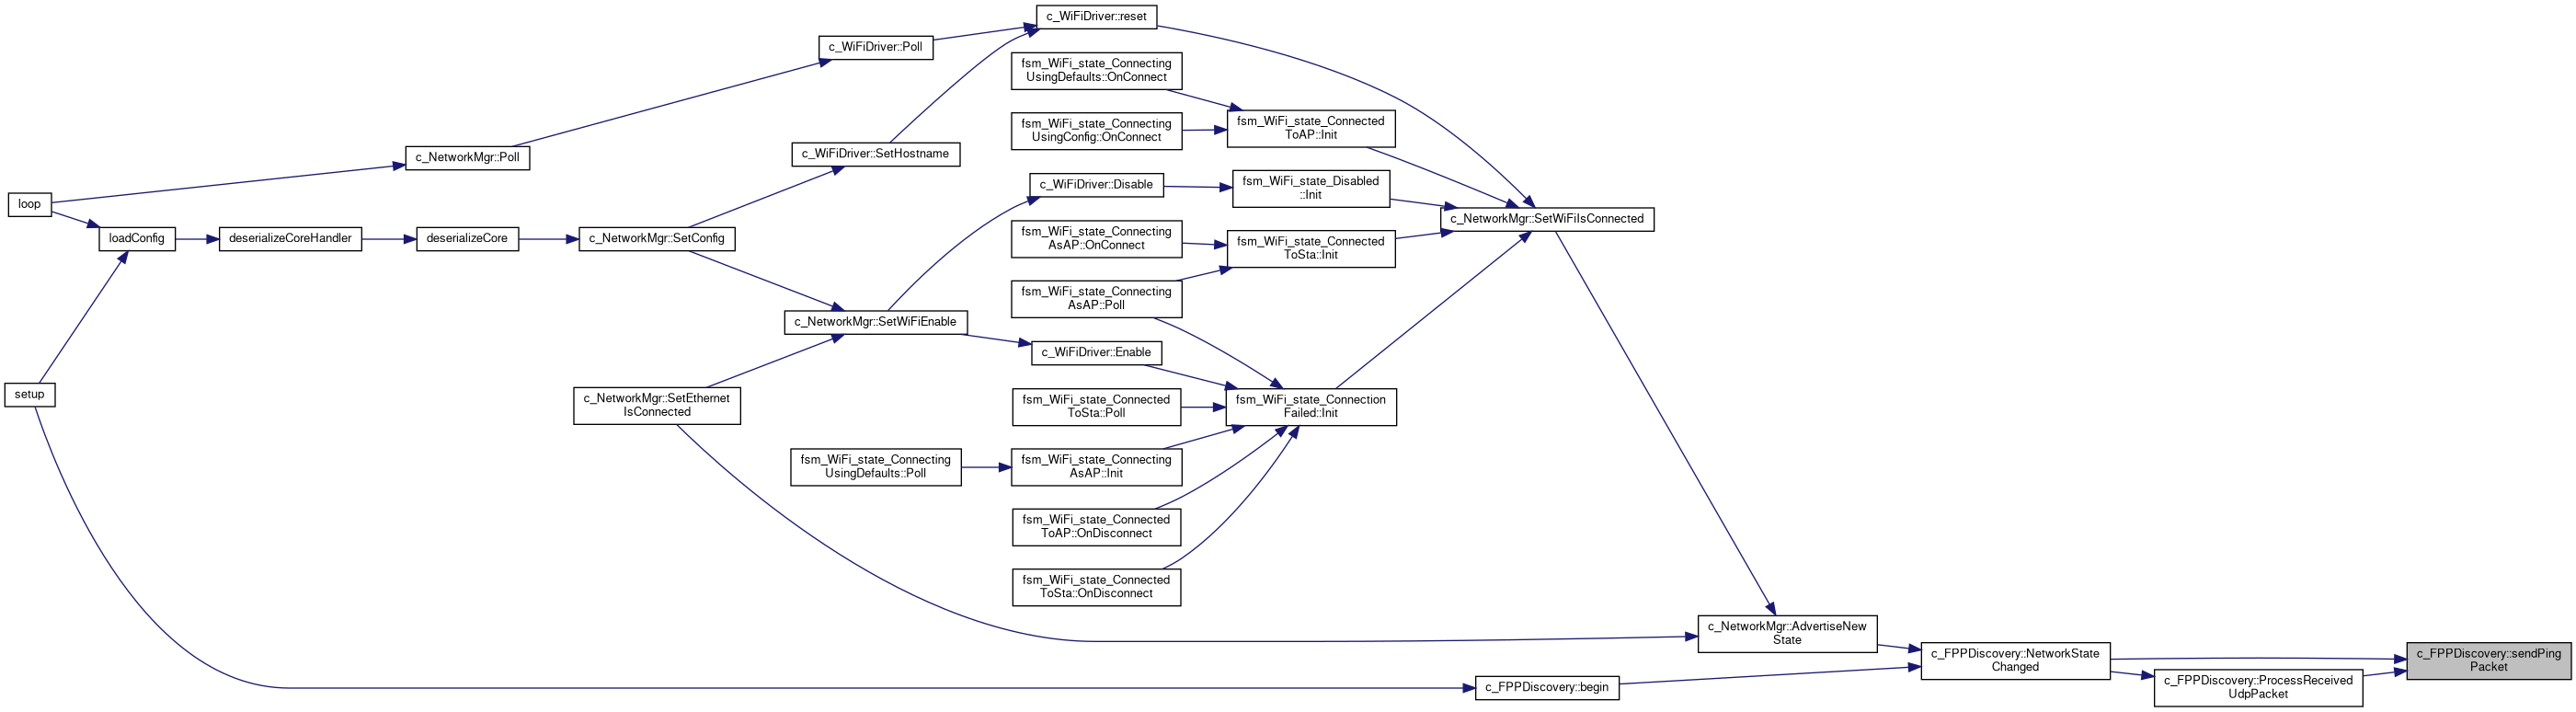 c_WiFiDriver::reset
c_WiFiDriver::Poll
fsm_WiFi_state_Connecting
UsingDefaults::OnConnect
fsm_WiFi_state_Connecting
UsingConfig::OnConnect
fsm_WiFi_state_Connected
ToAP::Init
c_WiFiDriver::SetHostname
c_NetworkMgr::Poll
c_WiFiDriver::Disable
fsm_WiFi_state_Disabled
::Init
loop
c_NetworkMgr::SetWiFiIsConnected
loadConfig
deserializeCoreHandler
deserializeCore
c_NetworkMgr::SetConfig
fsm_WiFi_state_Connecting
AsAP::OnConnect
fsm_WiFi_state_Connected
ToSta::Init
fsm_WiFi_state_Connecting
AsAP::Poll
c_NetworkMgr::SetWiFiEnable
c_WiFiDriver::Enable
setup
c_NetworkMgr::SetEthernet
IsConnected
fsm_WiFi_state_Connected
ToSta::Poll
fsm_WiFi_state_Connection
Failed::Init
fsm_WiFi_state_Connecting
UsingDefaults::Poll
fsm_WiFi_state_Connecting
AsAP::Init
fsm_WiFi_state_Connected
ToAP::OnDisconnect
fsm_WiFi_state_Connected
ToSta::OnDisconnect
c_NetworkMgr::AdvertiseNew
State
c_FPPDiscovery::NetworkState
Changed
c_FPPDiscovery::sendPing
Packet
c_FPPDiscovery::begin
c_FPPDiscovery::ProcessReceived
UdpPacket